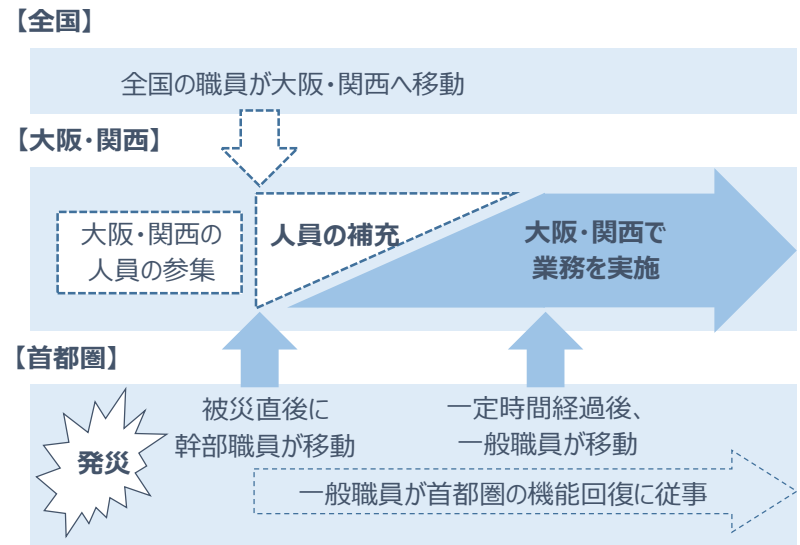 【全国】
全国の職員が大阪・関西へ移動
【大阪・関西】
大阪・関西の
人員の参集
人員の補充
大阪・関西で
業務を実施
【首都圏】
発災
被災直後に
幹部職員が移動
一定時間経過後、
一般職員が移動
一般職員が首都圏の機能回復に従事